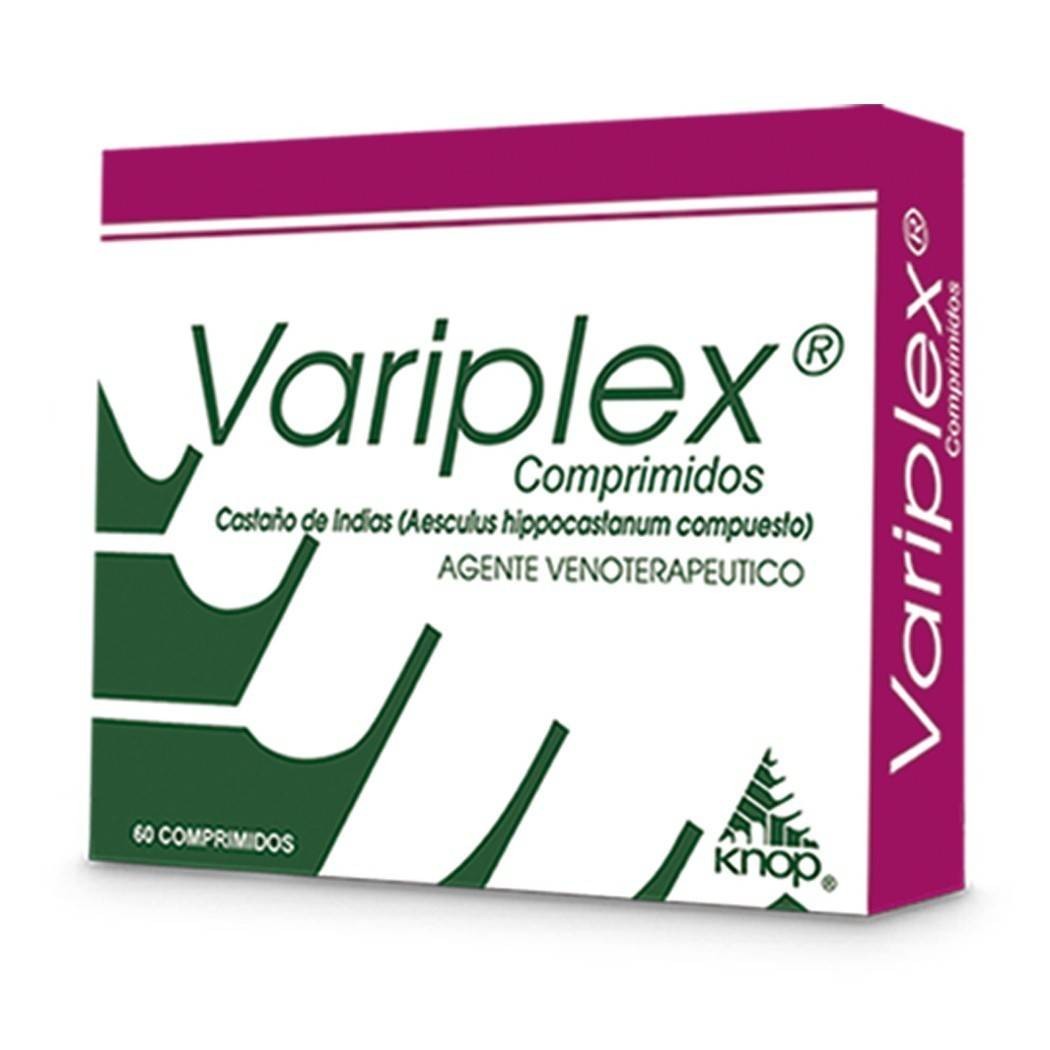 Variplex®
Comprimidos
Castaño de Indias (Aesculus hippocastanum compuesto)
AGENTE VENOTERAPEUTICO
60 COMPRIMIDOS
Knop®
Variplex®
Comprimidos